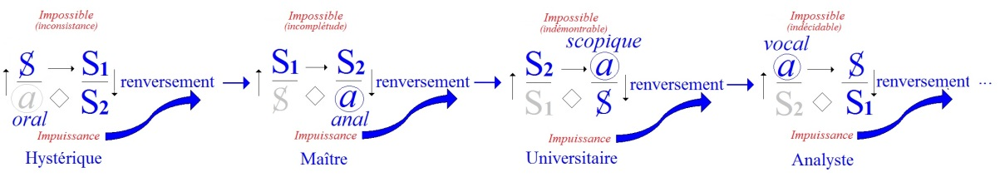 Impossible
(inconsistance)
$ → S1
a ◇ S2
oral
Impuissance
Hystérique
renversement
Impossible
(incomplétude)
S1 → S2
$ ◇ a
anal
Impuissance
Maître
renversement
Impossible
(indémontrable)
scopique
S2 → a
S1 ◇ $
Impuissance
Universitaire
renversement
Impossible
(indécidable)
vocal
a → $
S2 ◇ S1
Impuissance
Analyste
renversement ...